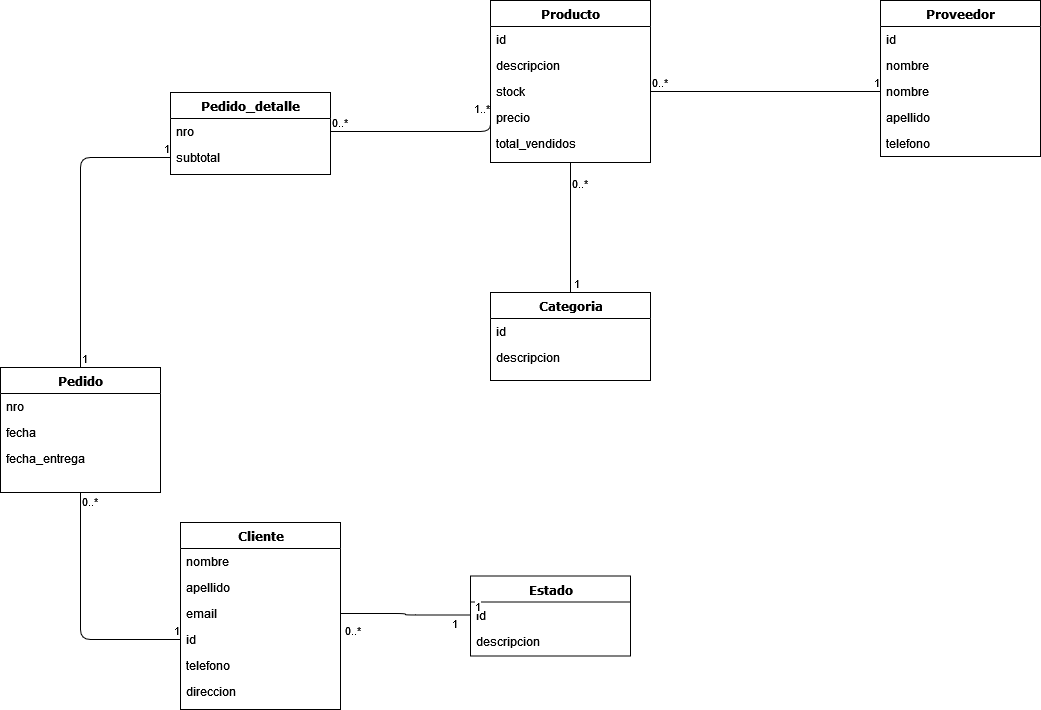 Producto
id
descripcion
stock
precio
total_vendidos
Proveedor
id
nombre
nombre
apellido
telefono
0..*
1
Pedido_detalle
nro
subtotal
0..*
1..*
1
0..*
1
Categoria
id
descripcion
1
Pedido
nro
fecha
fecha_entrega
0..*
Cliente
nombre
apellido
email
id
telefono
direccion
1
0..*
1
Estado
1
id
descripcion